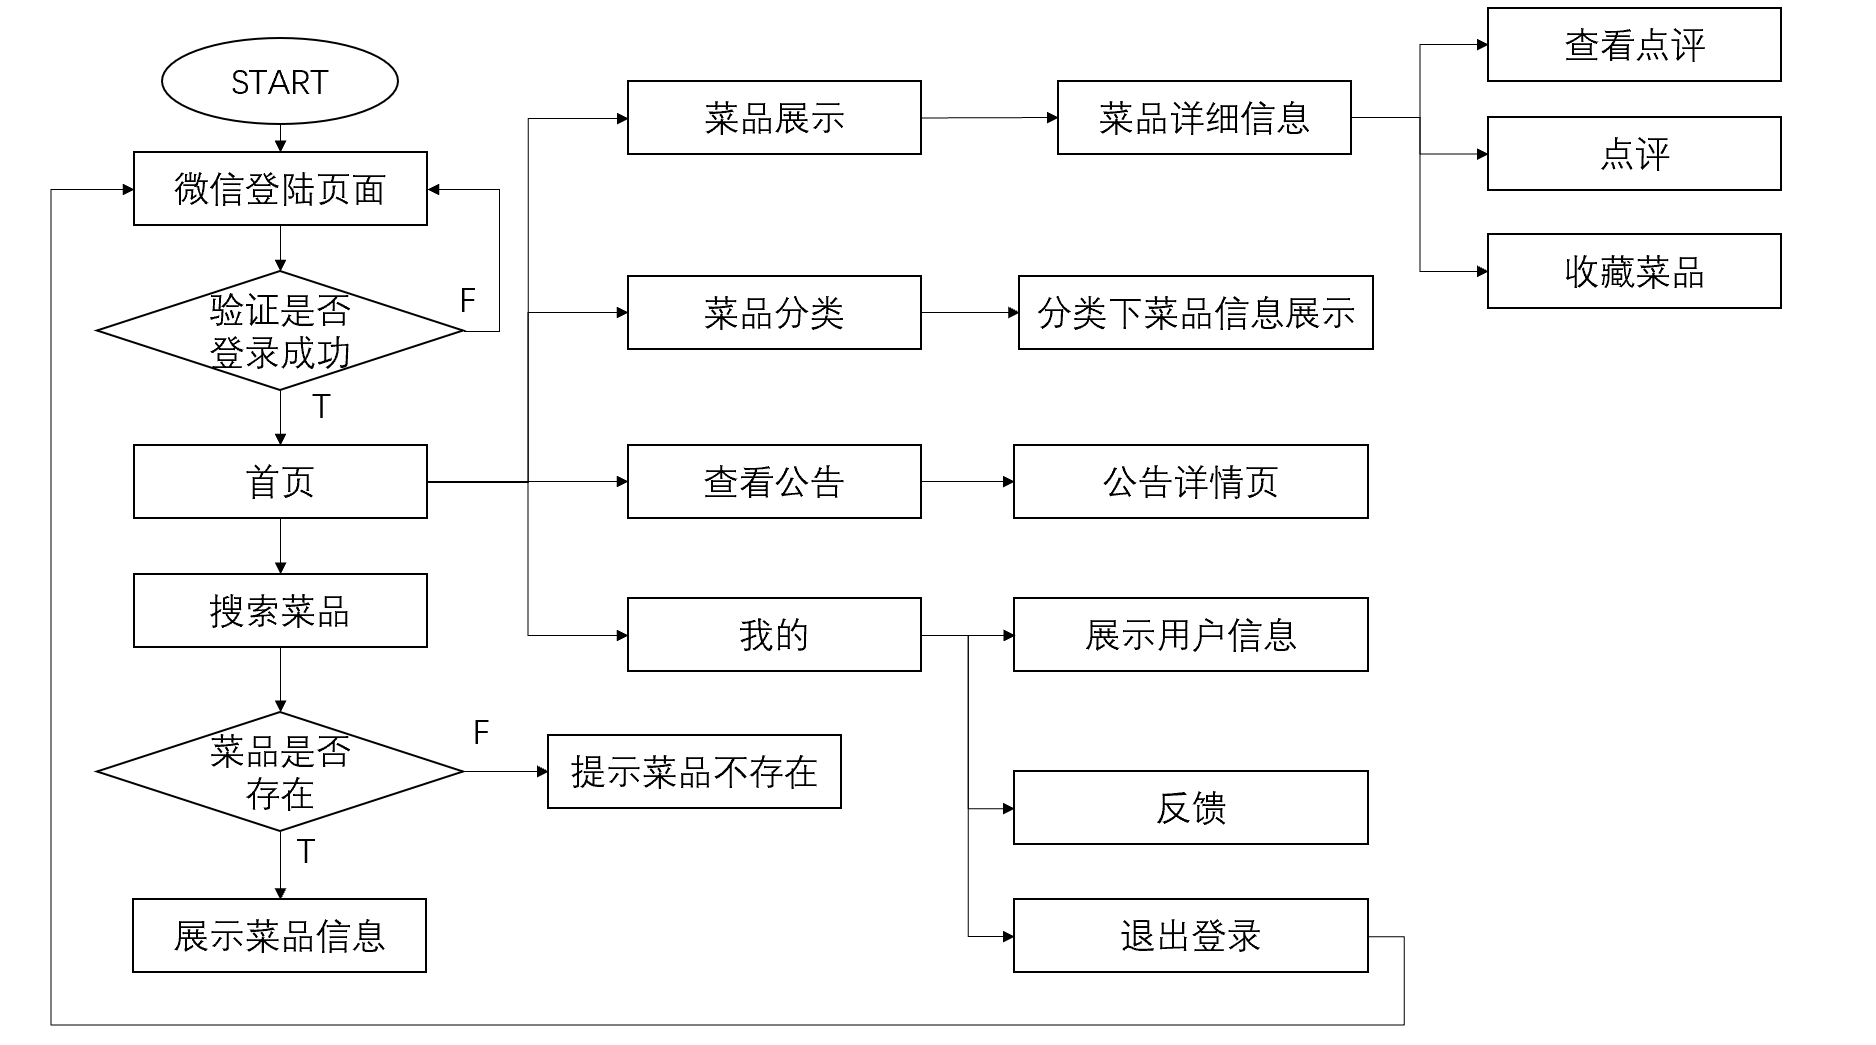 START
微信登陆页面
验证是否
登录成功
F
T
首页
搜索菜品
菜品是否
存在
F
T
提示菜品不存在
展示菜品信息
菜品展示
菜品详细信息
查看点评
点评
收藏菜品
菜品分类
分类下菜品信息展示
查看公告
公告详情页
我的
展示用户信息
反馈
退出登录